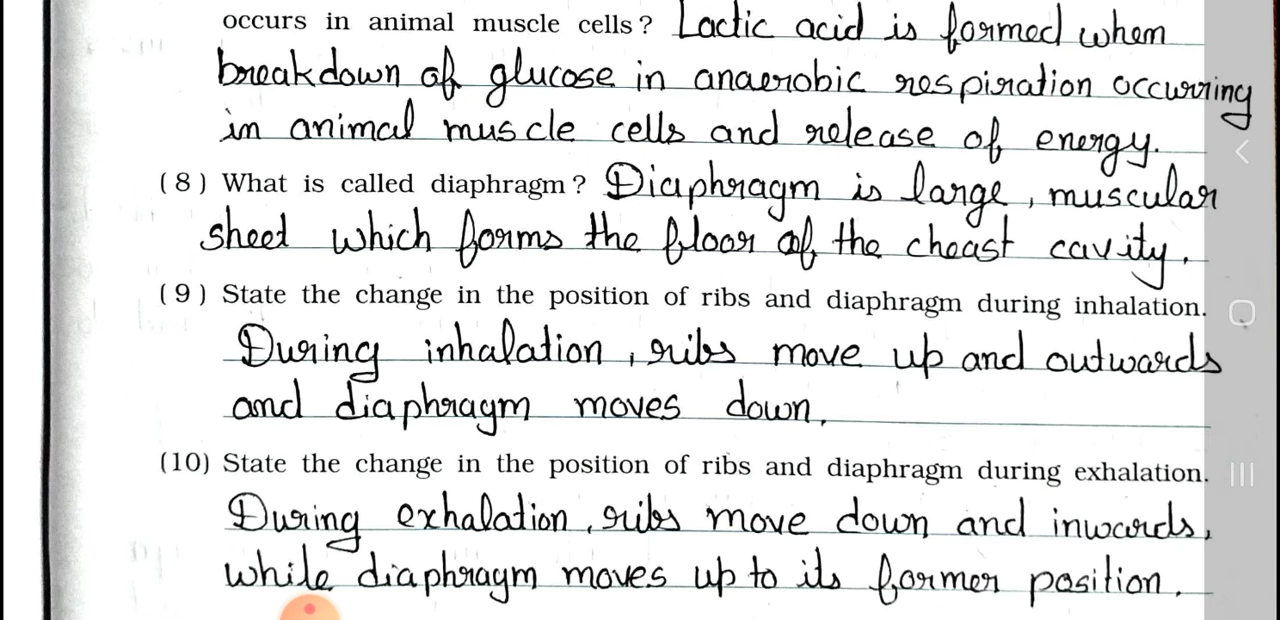 occurs in animal muscle cells? Lactic acid is formed when
breakdown of glucose in anaerobic respiration occurring
in animal muscle cells and release of energy.
(8) What is called diaphragm? Diaphragm is large, muscular
sheet which forms the floor of the cheast cavity.
(9) State the change in the position of ribs and diaphragm during inhalation.
During inhalation, ribs move up and outwards
and diaphragm moves down.
(10) State the change in the position of ribs and diaphragm during exhalation.
During exhalation, ribs move down and inwards,
while diaphragm moves up to its former position.